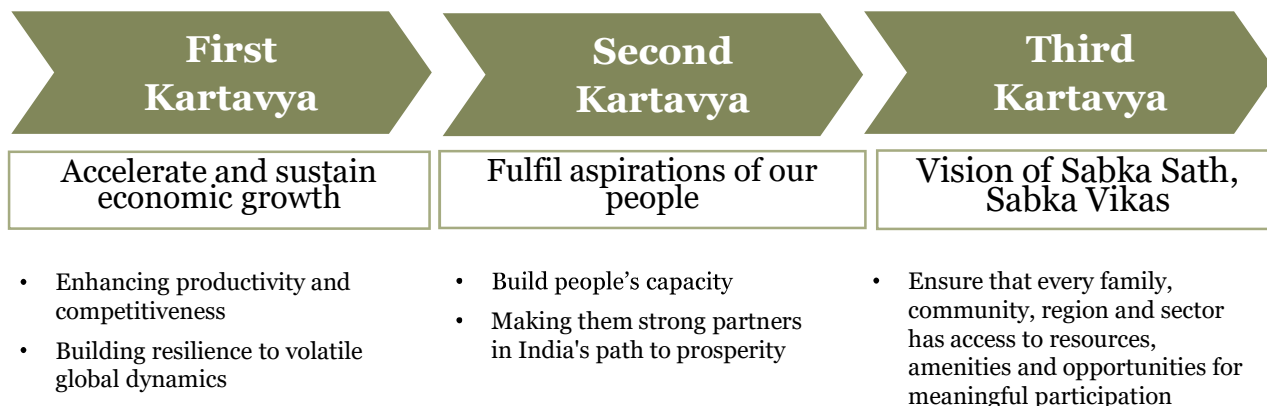 First
Kartavya
Accelerate and sustain
economic growth
• Enhancing productivity and
competitiveness
• Building resilience to volatile
global dynamics
Second
Kartavya
Fulfil aspirations of our
people
• Build people’s capacity
• Making them strong partners
in India's path to prosperity
Third
Kartavya
Vision of Sabka Sath,
Sabka Vikas
• Ensure that every family,
community, region and sector
has access to resources,
amenities and opportunities for
meaningful participation